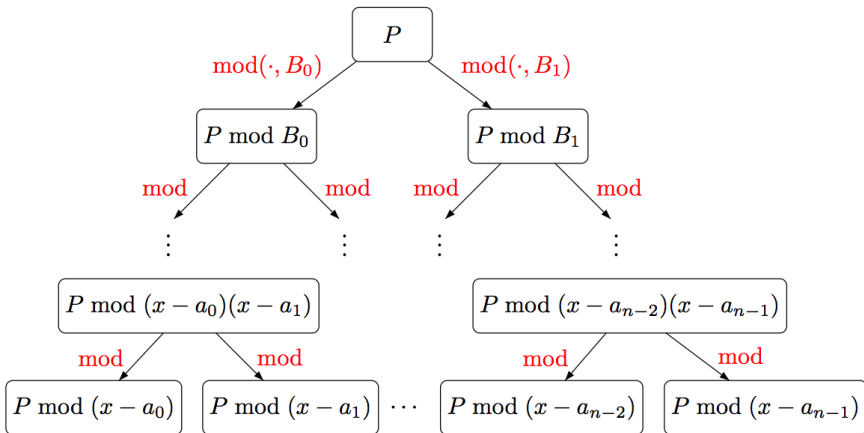 P
mod(·, B₀) mod(·, B₁)
P mod B₀ P mod B₁
mod mod mod mod
⋮ ⋮ ⋮ ⋮
P mod (x − a₀)(x − a₁) P mod (x − aₙ₋₂)(x − aₙ₋₁)
mod mod mod mod
P mod (x − a₀) P mod (x − a₁) ⋯ P mod (x − aₙ₋₂) P mod (x − aₙ₋₁)